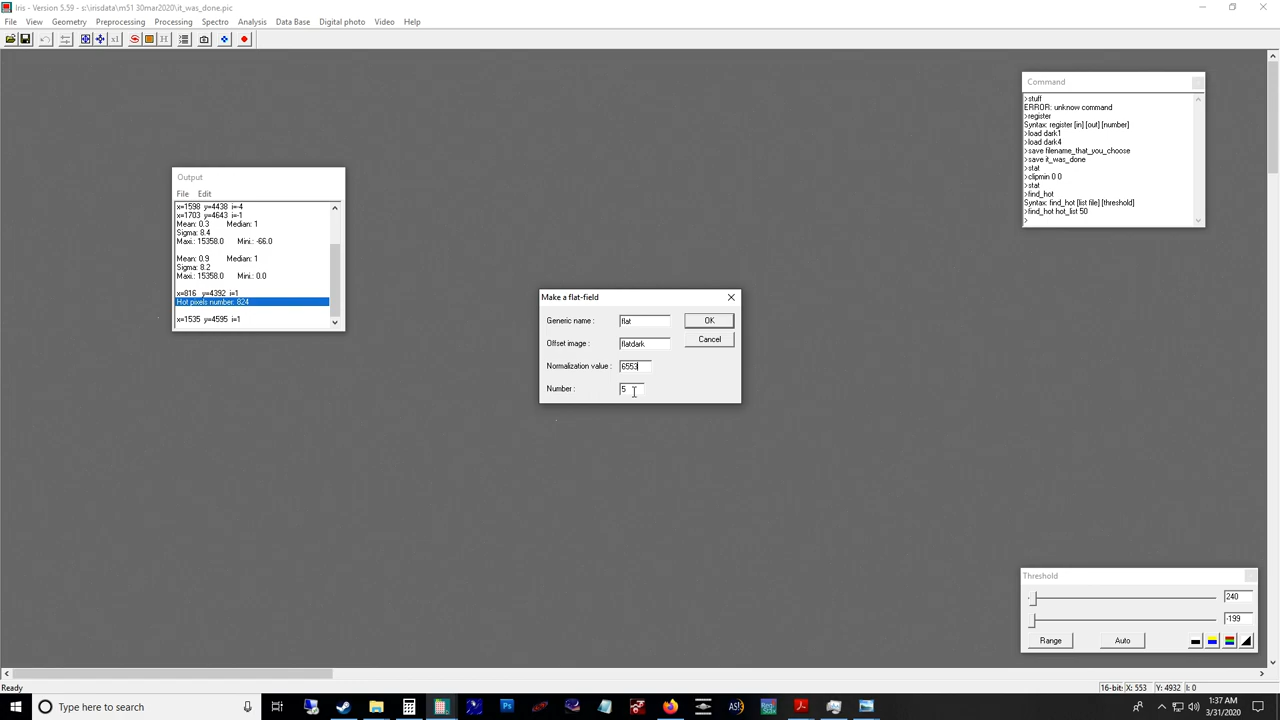 Iris - Version 5.59 - s:\irisdata\m51 30mar2020\it_was_done.pic
File View Geometry Preprocessing Processing Spectro Analysis Data Base Digital photo Video Help
x1
Command
>stuff
ERROR: unknow command
>register
Syntax: register [in] [out] [number]
>load dark1
>load dark4
>save filename_that_you_choose
>save it_was_done
>stat
>clipmin 0 0
>stat
>find_hot
Syntax: find_hot [list file] [threshold]
>find_hot hot_list 50
>
Output
File Edit
x=1598 y=4438 i=-4
x=1703 y=4643 i=-1
Mean: 0.3 Median: 1
Sigma: 8.4
Maxi.: 15358.0 Mini.: -66.0
Mean: 0.9 Median: 1
Sigma: 8.2
Maxi.: 15358.0 Mini.: 0.0
x=816 y=4392 i=1
Hot pixels number: 824
x=1535 y=4595 i=1
Make a flat-field
Generic name : flat OK
Offset image: flatdark Cancel
Normalization value : 6553
Number : 5
Threshold
240
-199
Range Auto
Ready 16-bit: X: 553 Y: 4932 I: 0
Type here to search
1:37 AM
3/31/2020